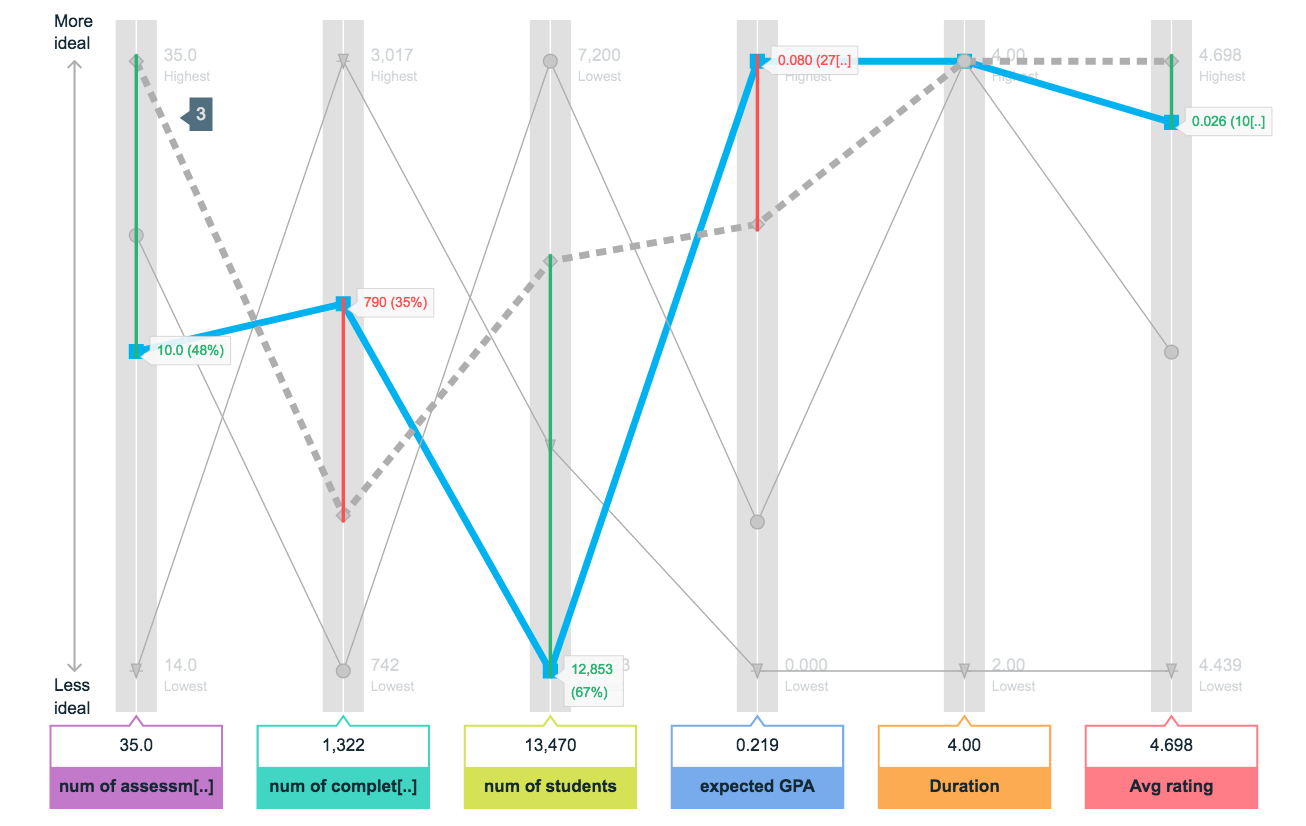 More
ideal
35.0
Highest
3,017
Highest
7,200
Lowest
0.080 (27[..]
Highest
4.00
Highest
4.698
Highest
3
0.026 (10[..]
790 (35%)
10.0 (48%)
14.0
Lowest
742
Lowest
12,853
(67%)
3
0.000
Lowest
2.00
Lowest
4.439
Lowest
Less
ideal
35.0
1,322
13,470
0.219
4.00
4.698
num of assessm[..]
num of complet[..]
num of students
expected GPA
Duration
Avg rating